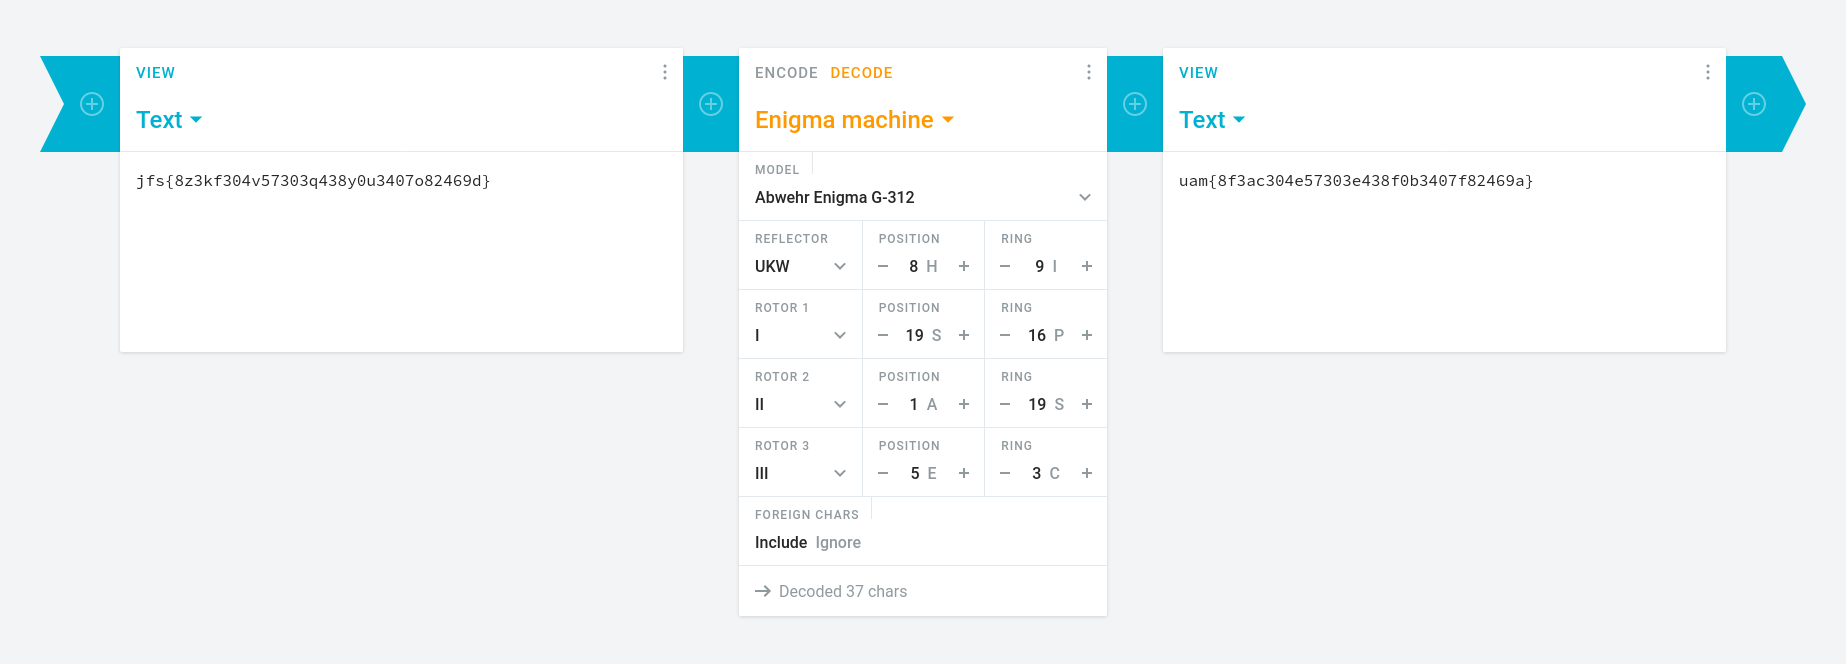 VIEW
Text
jfs{8z3kf304v57303q438y0u3407o82469d}
ENCODE DECODE
Enigma machine
MODEL
Abwehr Enigma G-312
REFLECTOR POSITION RING
UKW − 8 H + − 9 I +
ROTOR 1 POSITION RING
I − 19 S + − 16 P +
ROTOR 2 POSITION RING
II − 1 A + − 19 S +
ROTOR 3 POSITION RING
III − 5 E + − 3 C +
FOREIGN CHARS
Include Ignore
→ Decoded 37 chars
VIEW
Text
uam{8f3ac304e57303e438f0b3407f82469a}